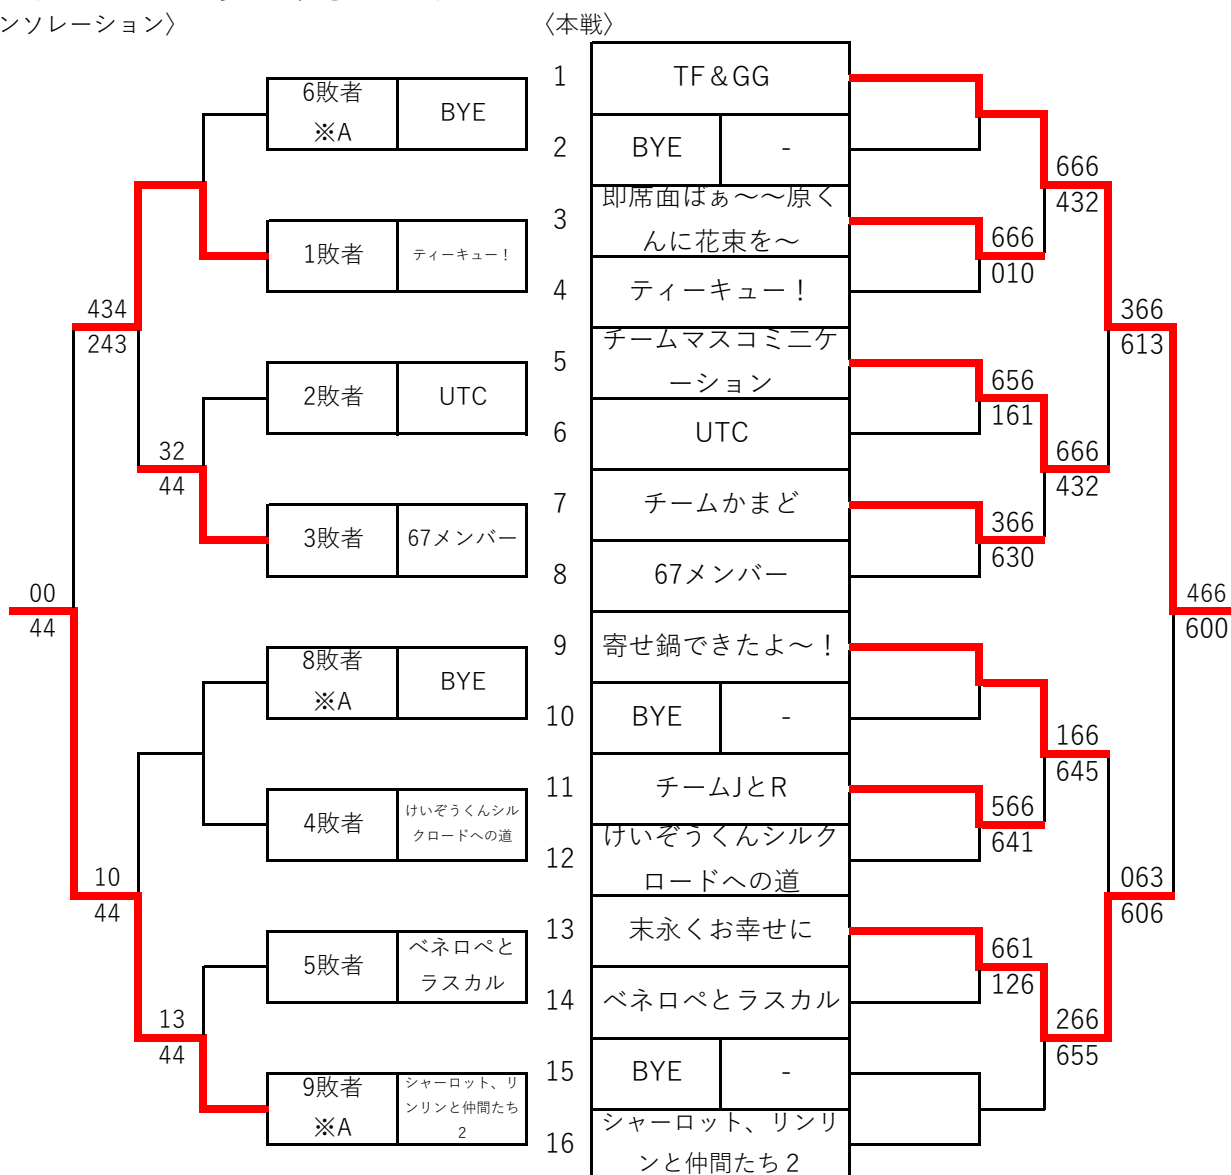 ンソレーション〉
〈本戦〉
6敗者
※A
BYE
1敗者
ティーキュー！
434
243
2敗者
UTC
32
44
3敗者
67メンバー
00
44
8敗者
※A
BYE
4敗者
けいぞうくんシル
クロードへの道
10
44
5敗者
ベネロペと
ラスカル
13
44
9敗者
※A
シャーロット、リ
ンリンと仲間たち
2
1
TF＆GG
2
BYE
-
3
即席面ばぁ～～原く
んに花束を～
4
ティーキュー！
5
チームマスコミニケ
ーション
6
UTC
7
チームかまど
8
67メンバー
9
寄せ鍋できたよ～！
10
BYE
-
11
チームJとR
12
けいぞうくんシルク
ロードへの道
13
末永くお幸せに
14
ベネロペとラスカル
15
BYE
-
16
シャーロット、リンリ
ンと仲間たち２
666
432
666
010
366
613
656
161
666
432
366
630
466
600
166
645
566
641
063
606
661
126
266
655